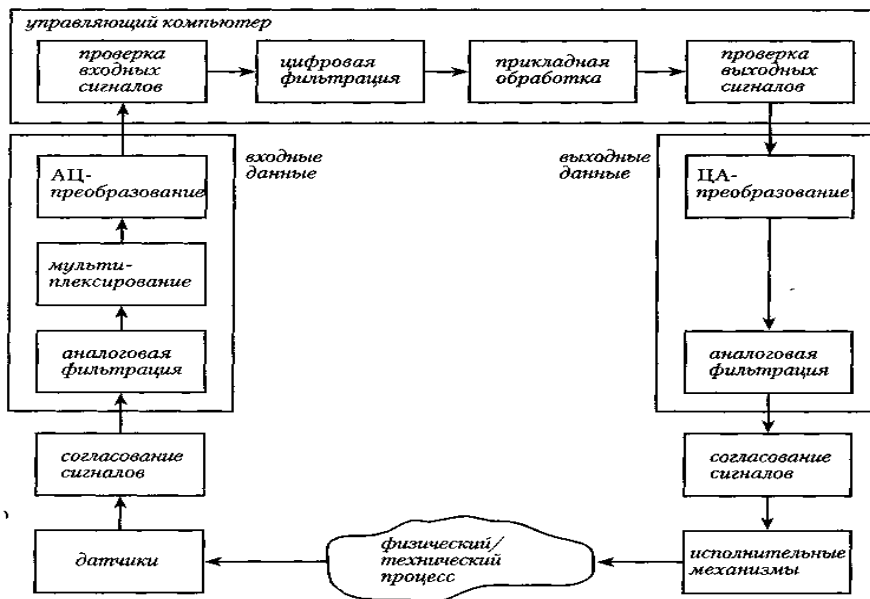 управляющий компьютер
проверка
входных
сигналов
цифровая
фильтрация
прикладная
обработка
проверка
выходных
сигналов
АЦ-
преобразование
входные
данные
мульти-
плексирование
аналоговая
фильтрация
согласование
сигналов
датчики
физический/
технический
процесс
выходные
данные
ЦА-
преобразование
аналоговая
фильтрация
согласование
сигналов
исполнительные
механизмы